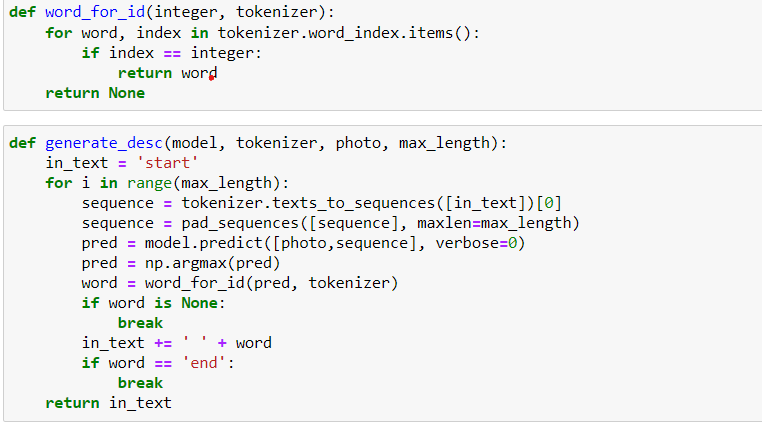 def word_for_id(integer, tokenizer):
    for word, index in tokenizer.word_index.items():
        if index == integer:
            return word
    return None
def generate_desc(model, tokenizer, photo, max_length):
    in_text = 'start'
    for i in range(max_length):
        sequence = tokenizer.texts_to_sequences([in_text])[0]
        sequence = pad_sequences([sequence], maxlen=max_length)
        pred = model.predict([photo,sequence], verbose=0)
        pred = np.argmax(pred)
        word = word_for_id(pred, tokenizer)
        if word is None:
            break
        in_text += ' ' + word
        if word == 'end':
            break
    return in_text